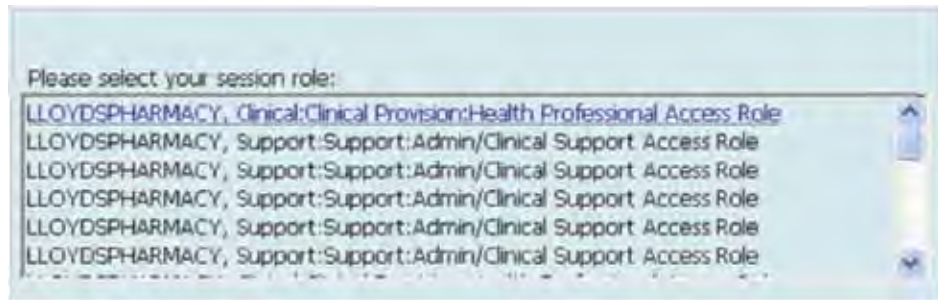 Please select your session role:
LLOYDSPHARMACY, Clinical:Clinical Provision:Health Professional Access Role
LLOYDSPHARMACY, Support:Support:Admin/Clinical Support Access Role
LLOYDSPHARMACY, Support:Support:Admin/Clinical Support Access Role
LLOYDSPHARMACY, Support:Support:Admin/Clinical Support Access Role
LLOYDSPHARMACY, Support:Support:Admin/Clinical Support Access Role
LLOYDSPHARMACY, Support:Support:Admin/Clinical Support Access Role